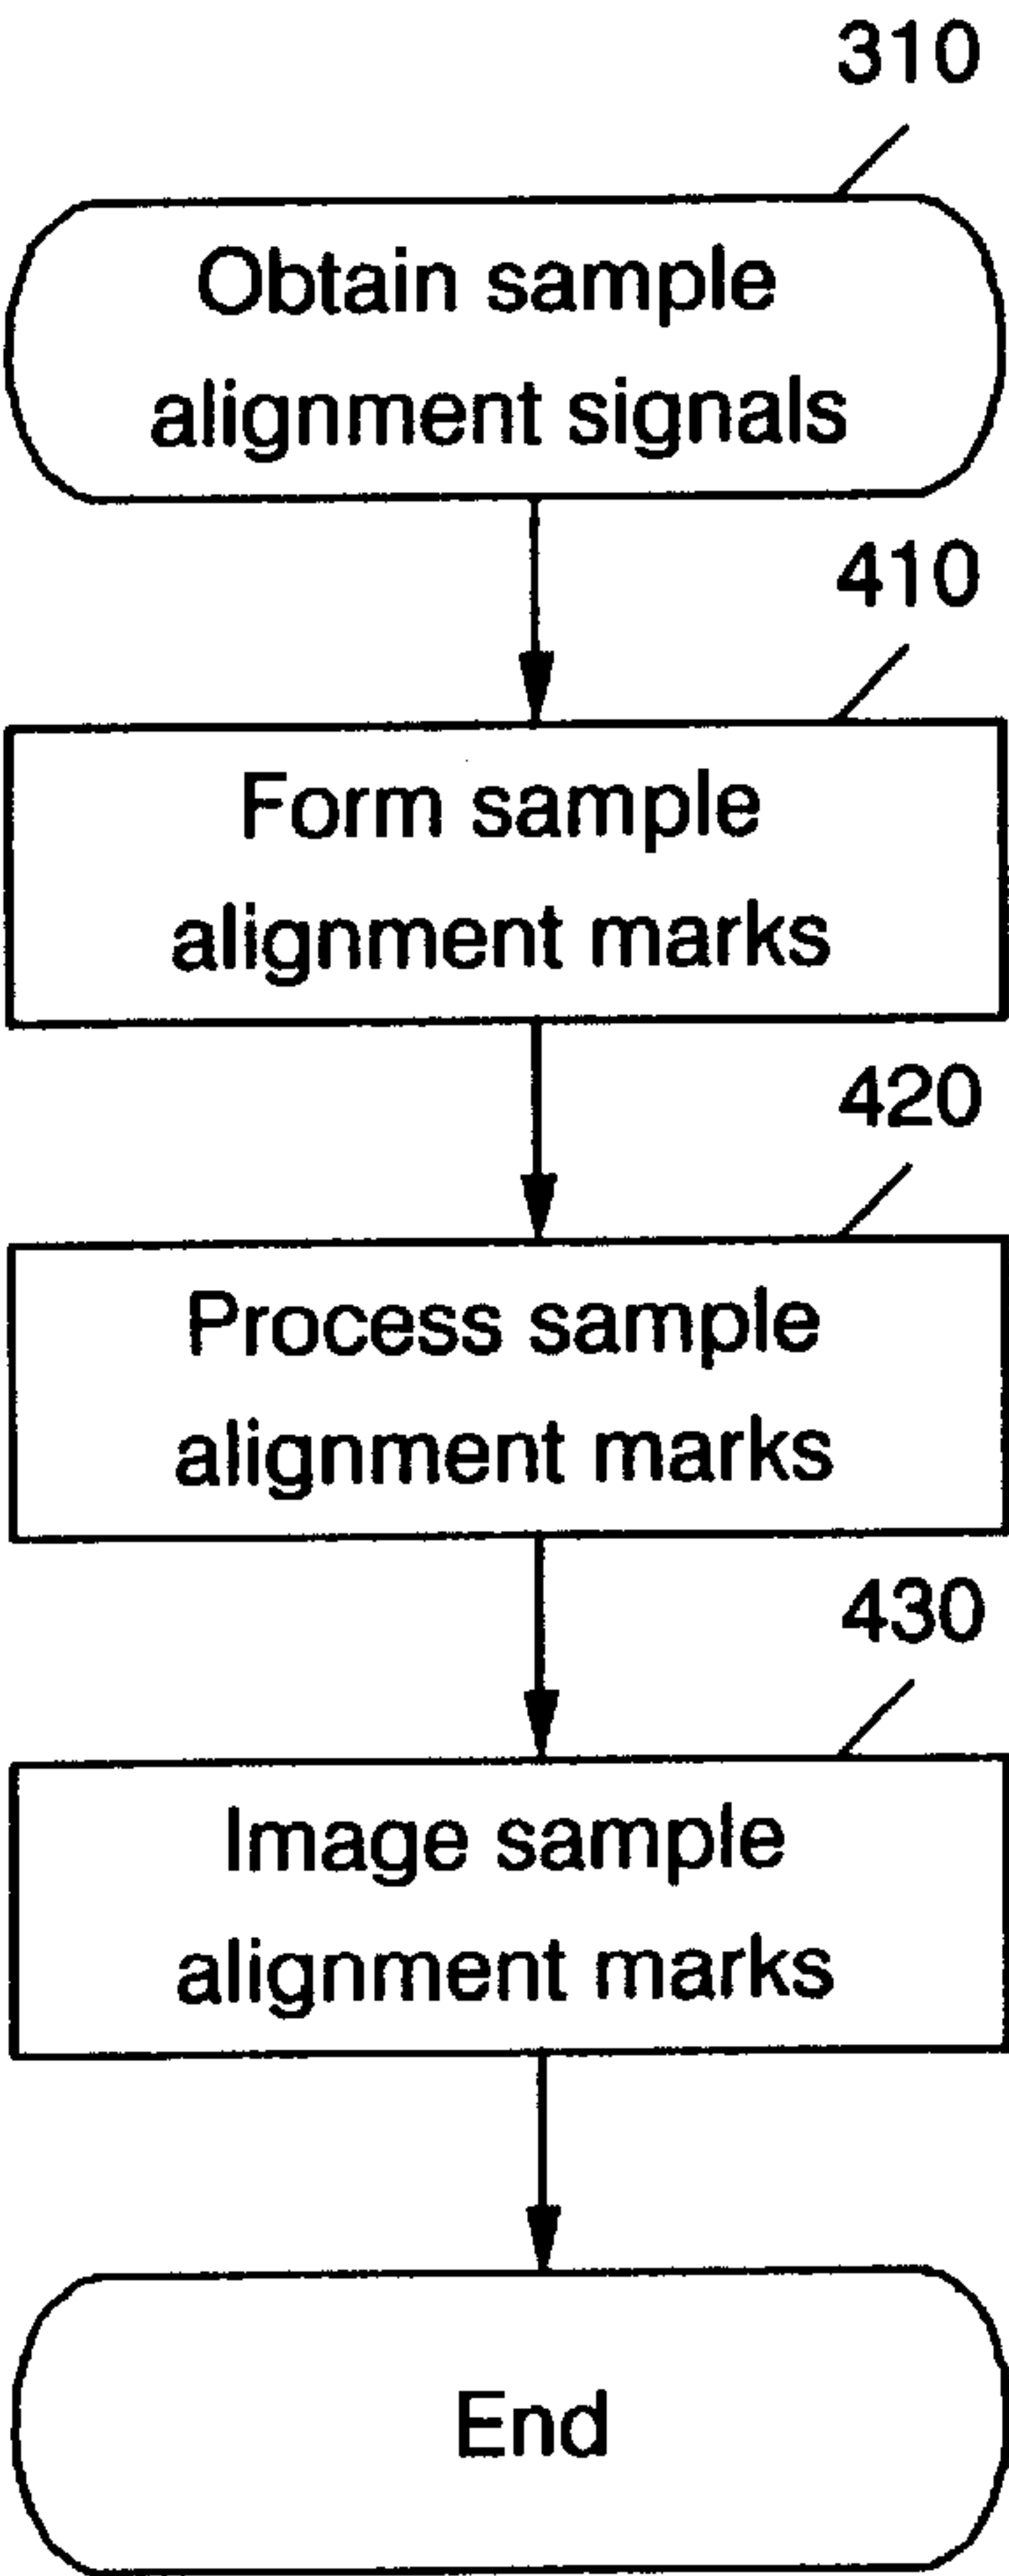 310
Obtain sample
alignment signals
410
Form sample
alignment marks
420
Process sample
alignment marks
430
Image sample
alignment marks
End